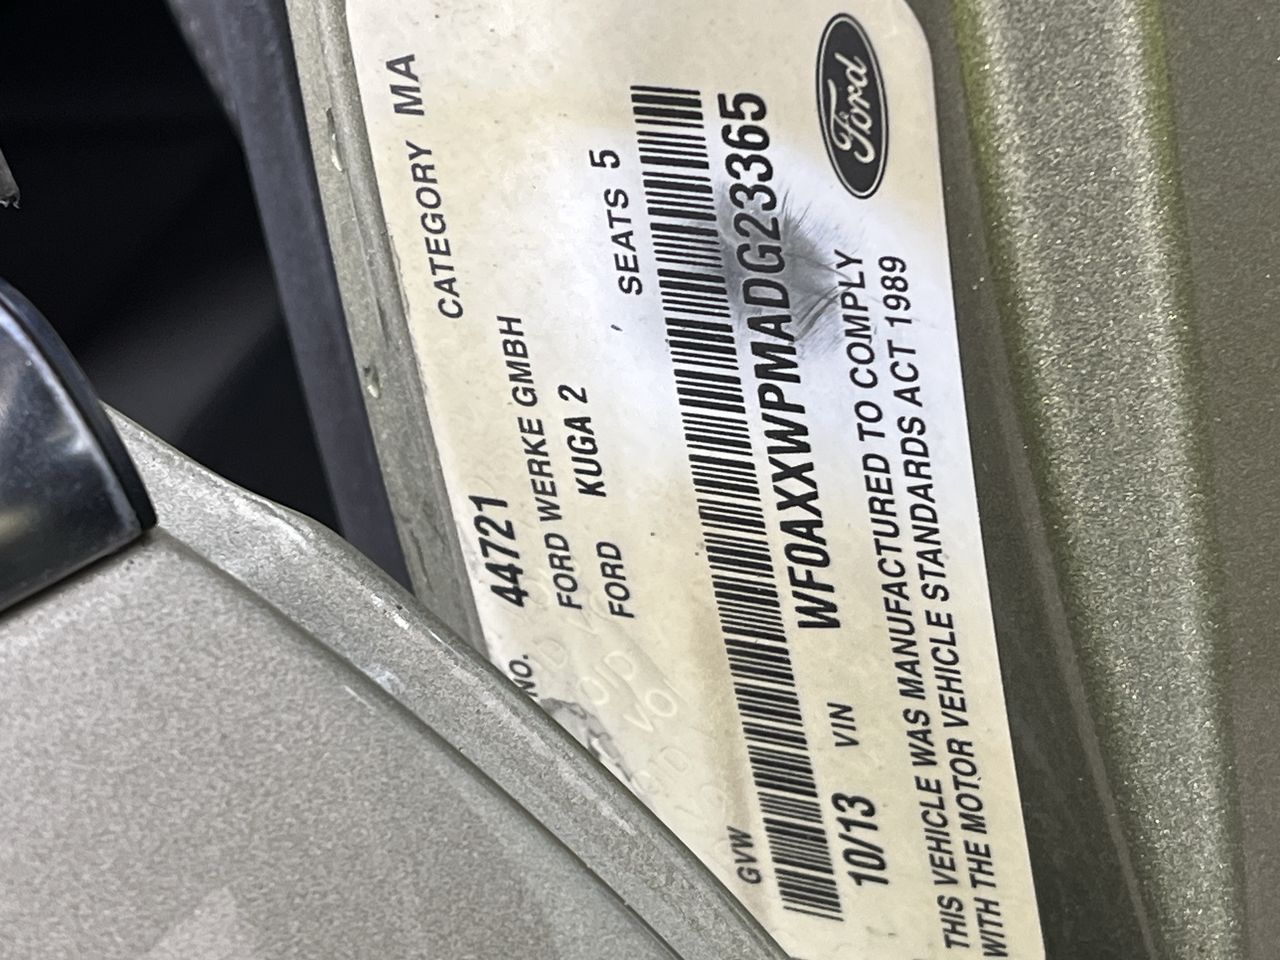 CATEGORY MA
NO. 44721
FORD WERKE GMBH
FORD KUGA 2
SEATS 5
GVW
10/13 VIN WF0AXXWPMADG23365
THIS VEHICLE WAS MANUFACTURED TO COMPLY
WITH THE MOTOR VEHICLE STANDARDS ACT 1989
Ford
VOID